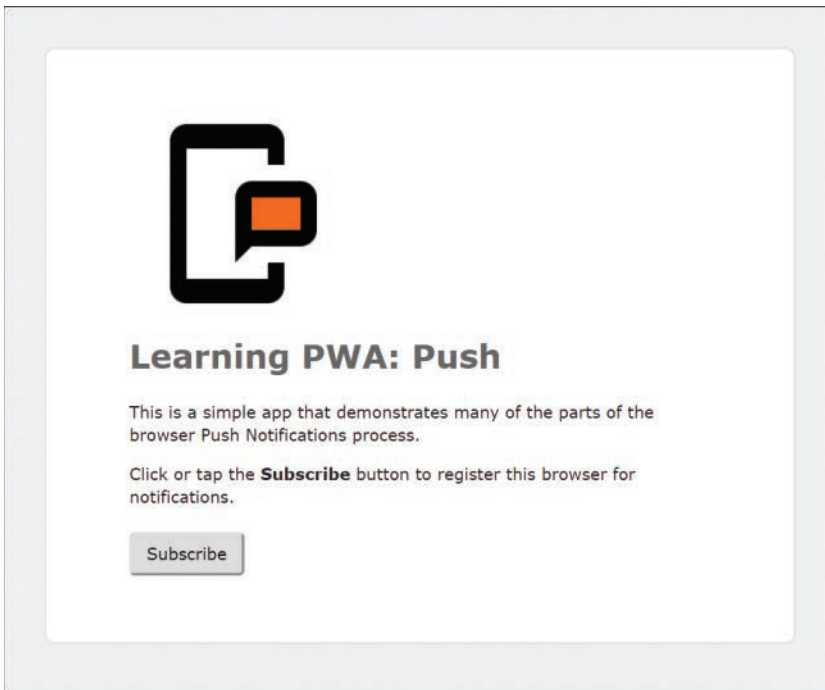 Learning PWA: Push
This is a simple app that demonstrates many of the parts of the
browser Push Notifications process.
Click or tap the Subscribe button to register this browser for
notifications.
Subscribe